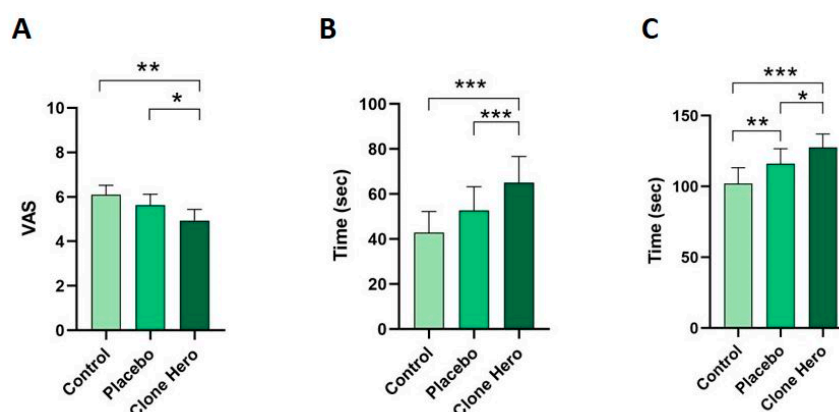 A
**
*
10
8
6
4
2
0
VAS
Control
Placebo
Clone Hero
B
***
***
100
80
60
40
20
0
Time (sec)
Control
Placebo
Clone Hero
C
***
*
**
150
100
50
0
Time (sec)
Control
Placebo
Clone Hero